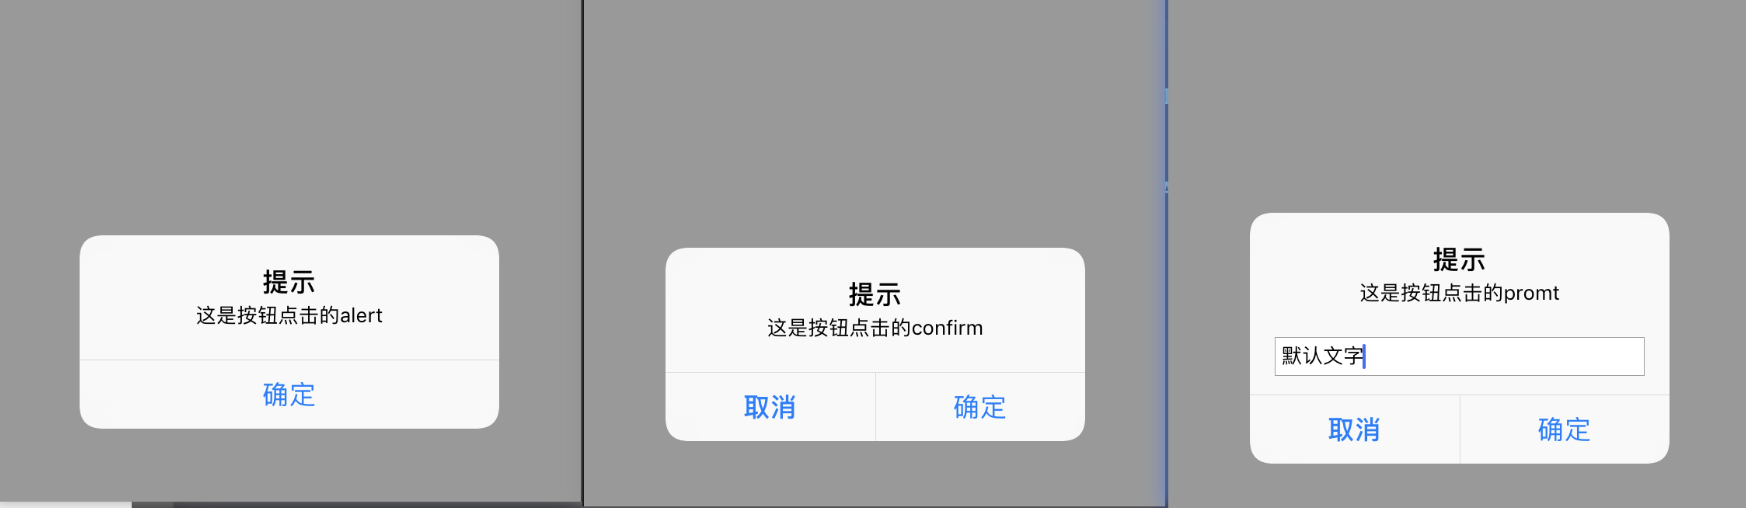 提示
这是按钮点击的alert
确定
提示
这是按钮点击的confirm
取消
确定
提示
这是按钮点击的promt
默认文字
取消
确定